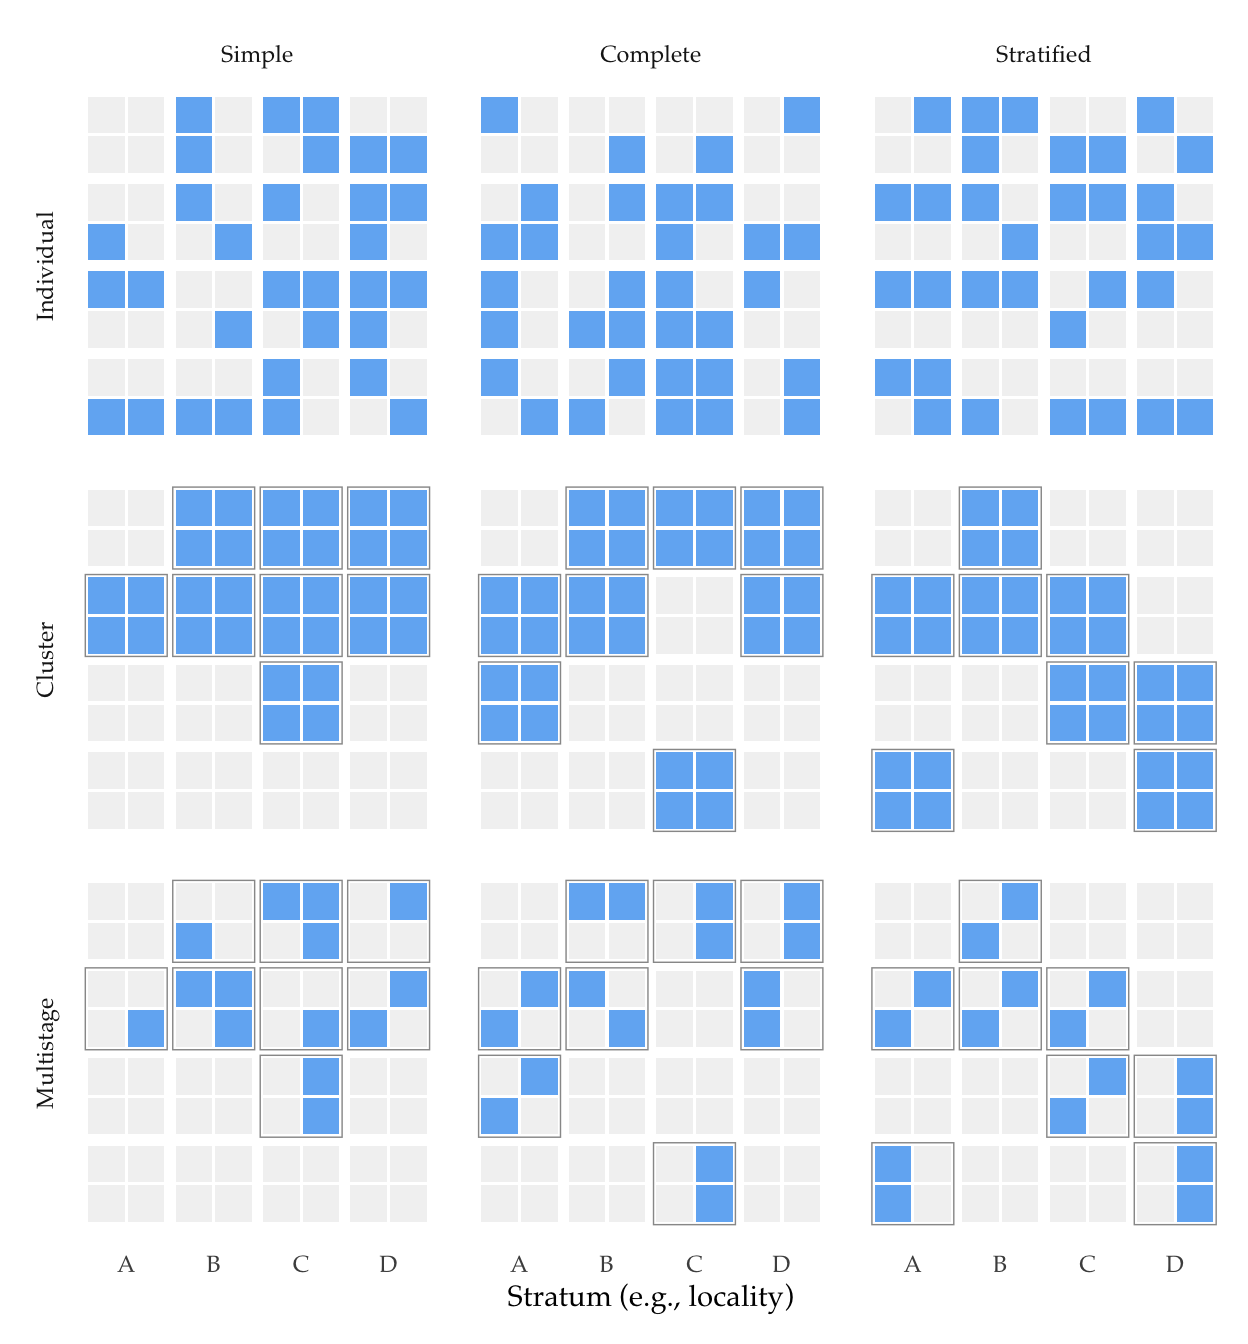 Simple Complete Stratified
Individual
Cluster
Multistage
A B C D A B C D A B C D
Stratum (e.g., locality)